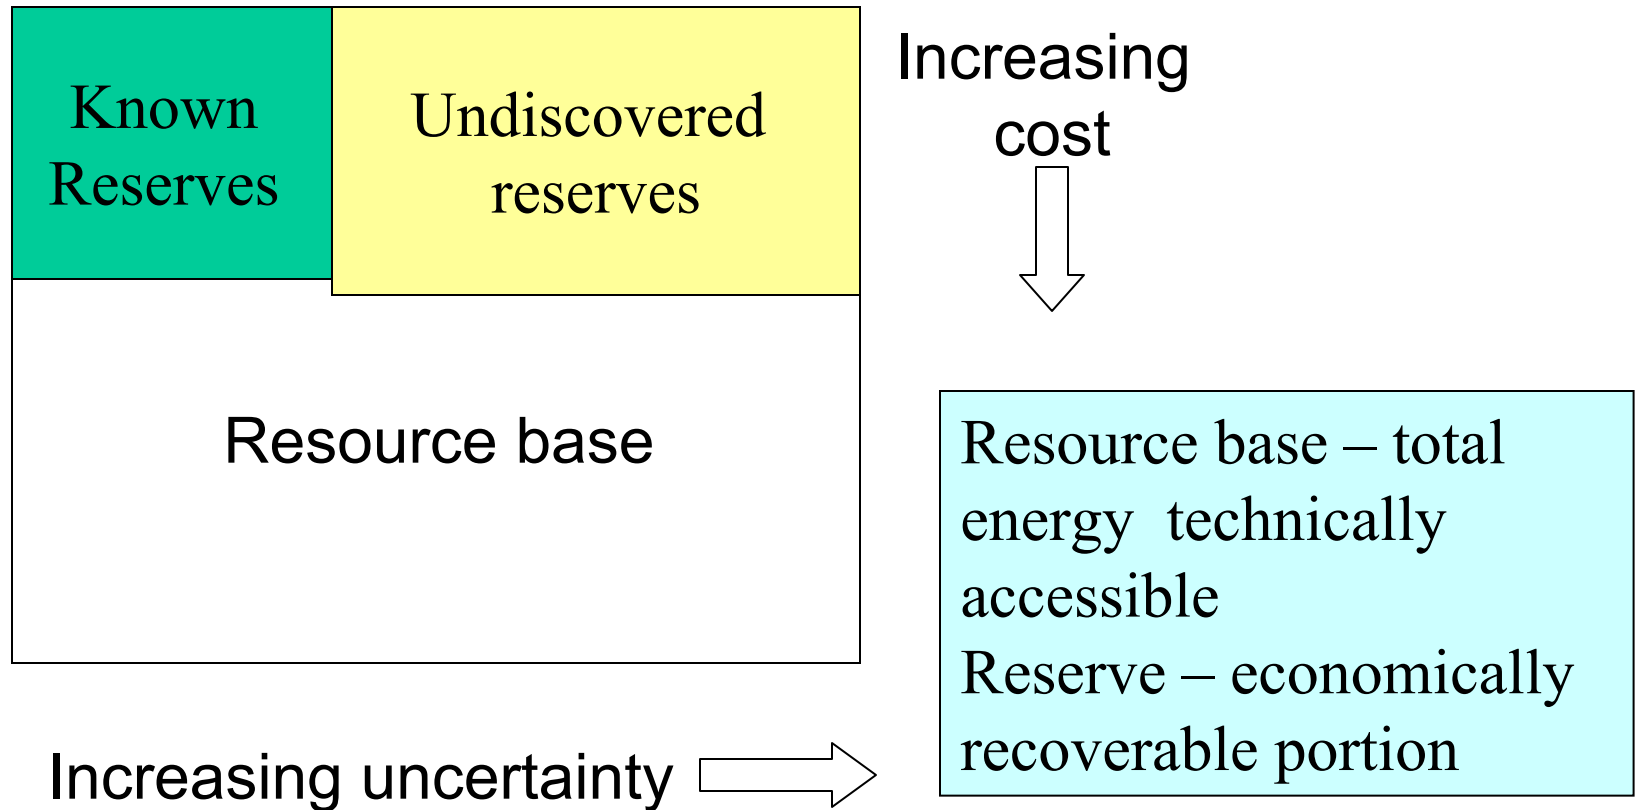 Known
Reserves
Undiscovered
reserves
Increasing
cost
Resource base
Resource base – total
energy  technically
accessible
Reserve – economically
recoverable portion
Increasing uncertainty